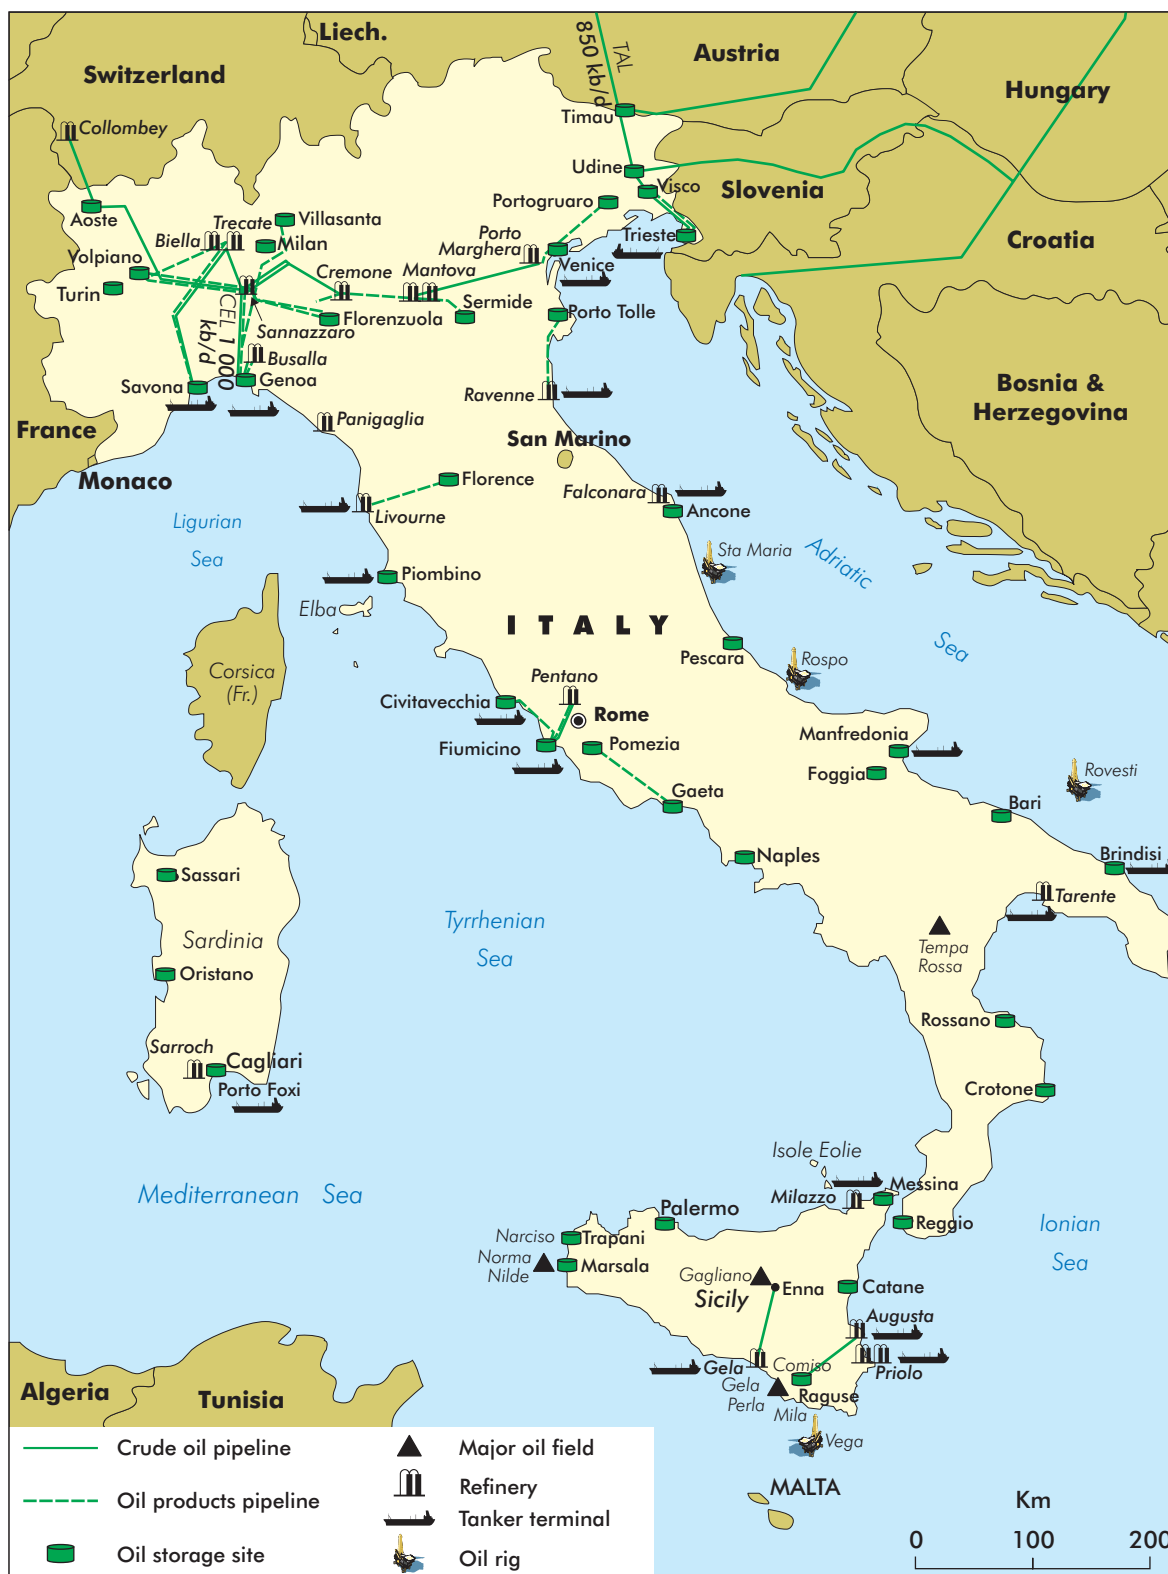 Liech.
Switzerland
Austria
TAL
850 kb/d
Hungary
Collombey
Timau
Udine
Slovenia
Visco
Aoste
Trecate
Villasanta
Portogruaro
Biella
Milan
Porto
Marghera
Trieste
Croatia
Volpiano
Cremone
Mantova
Venice
Turin
CEL 1 000
kb/d
Sannazzaro
Florenzuola
Sermide
Porto Tolle
Busalla
Savona
Genoa
Ravenne
Bosnia &
Herzegovina
France
Panigaglia
San Marino
Monaco
Florence
Falconara
Ligurian
Sea
Livourne
Ancone
Sta Maria
Adriatic
Sea
Piombino
Elba
ITALY
Corsica
(Fr.)
Pescara
Rospo
Pentano
Civitavecchia
Rome
Fiumicino
Pomezia
Manfredonia
Foggia
Rovesti
Gaeta
Bari
Naples
Brindisi
Sassari
Tarente
Tyrrhenian
Sea
Sardinia
Tempa
Rossa
Oristano
Rossano
Sarroch
Cagliari
Porto Foxi
Crotone
Isole Eolie
Mediterranean Sea
Milazzo
Messina
Palermo
Reggio
Ionian
Sea
Narciso
Trapani
Norma
Nilde
Marsala
Gagliano
Enna
Catane
Sicily
Augusta
Gela
Comiso
Priolo
Gela
Perla
Raguse
Mila
Vega
Algeria
Tunisia
MALTA
Crude oil pipeline
Oil products pipeline
Oil storage site
Major oil field
Refinery
Tanker terminal
Oil rig
Km
0 100 200